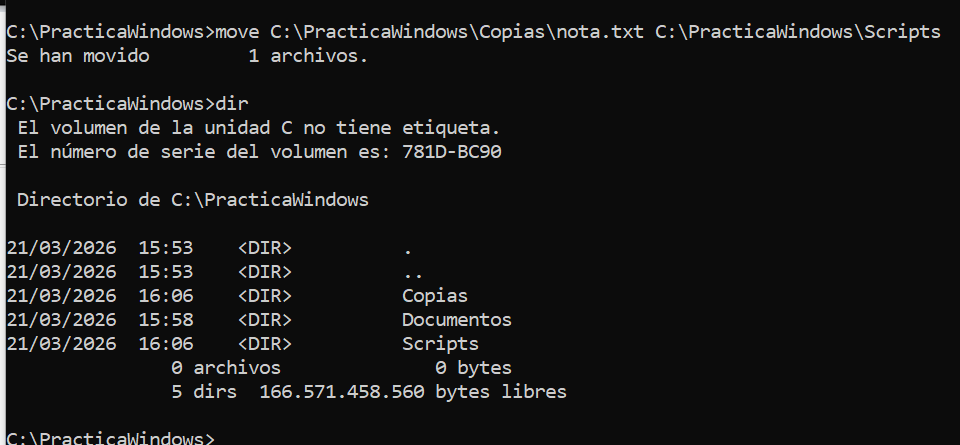 C:\PracticaWindows>move C:\PracticaWindows\Copias\nota.txt C:\PracticaWindows\Scripts
Se han movido         1 archivos.
C:\PracticaWindows>dir
 El volumen de la unidad C no tiene etiqueta.
 El número de serie del volumen es: 781D-BC90
 Directorio de C:\PracticaWindows
21/03/2026  15:53    <DIR>          .
21/03/2026  15:53    <DIR>          ..
21/03/2026  16:06    <DIR>          Copias
21/03/2026  15:58    <DIR>          Documentos
21/03/2026  16:06    <DIR>          Scripts
               0 archivos              0 bytes
               5 dirs  166.571.458.560 bytes libres
C:\PracticaWindows>